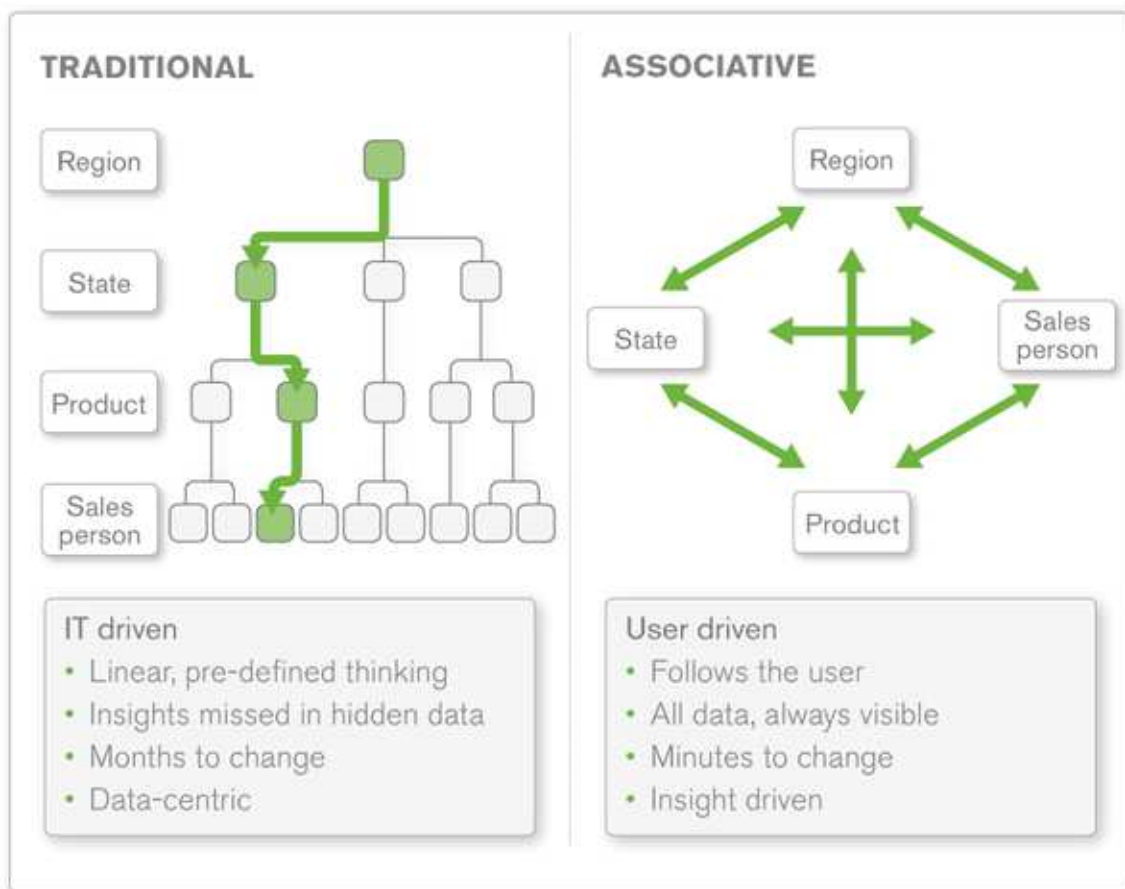 TRADITIONAL
Region
State
Product
Sales
person
IT driven
• Linear, pre-defined thinking
• Insights missed in hidden data
• Months to change
• Data-centric
ASSOCIATIVE
Region
State
Sales
person
Product
User driven
• Follows the user
• All data, always visible
• Minutes to change
• Insight driven